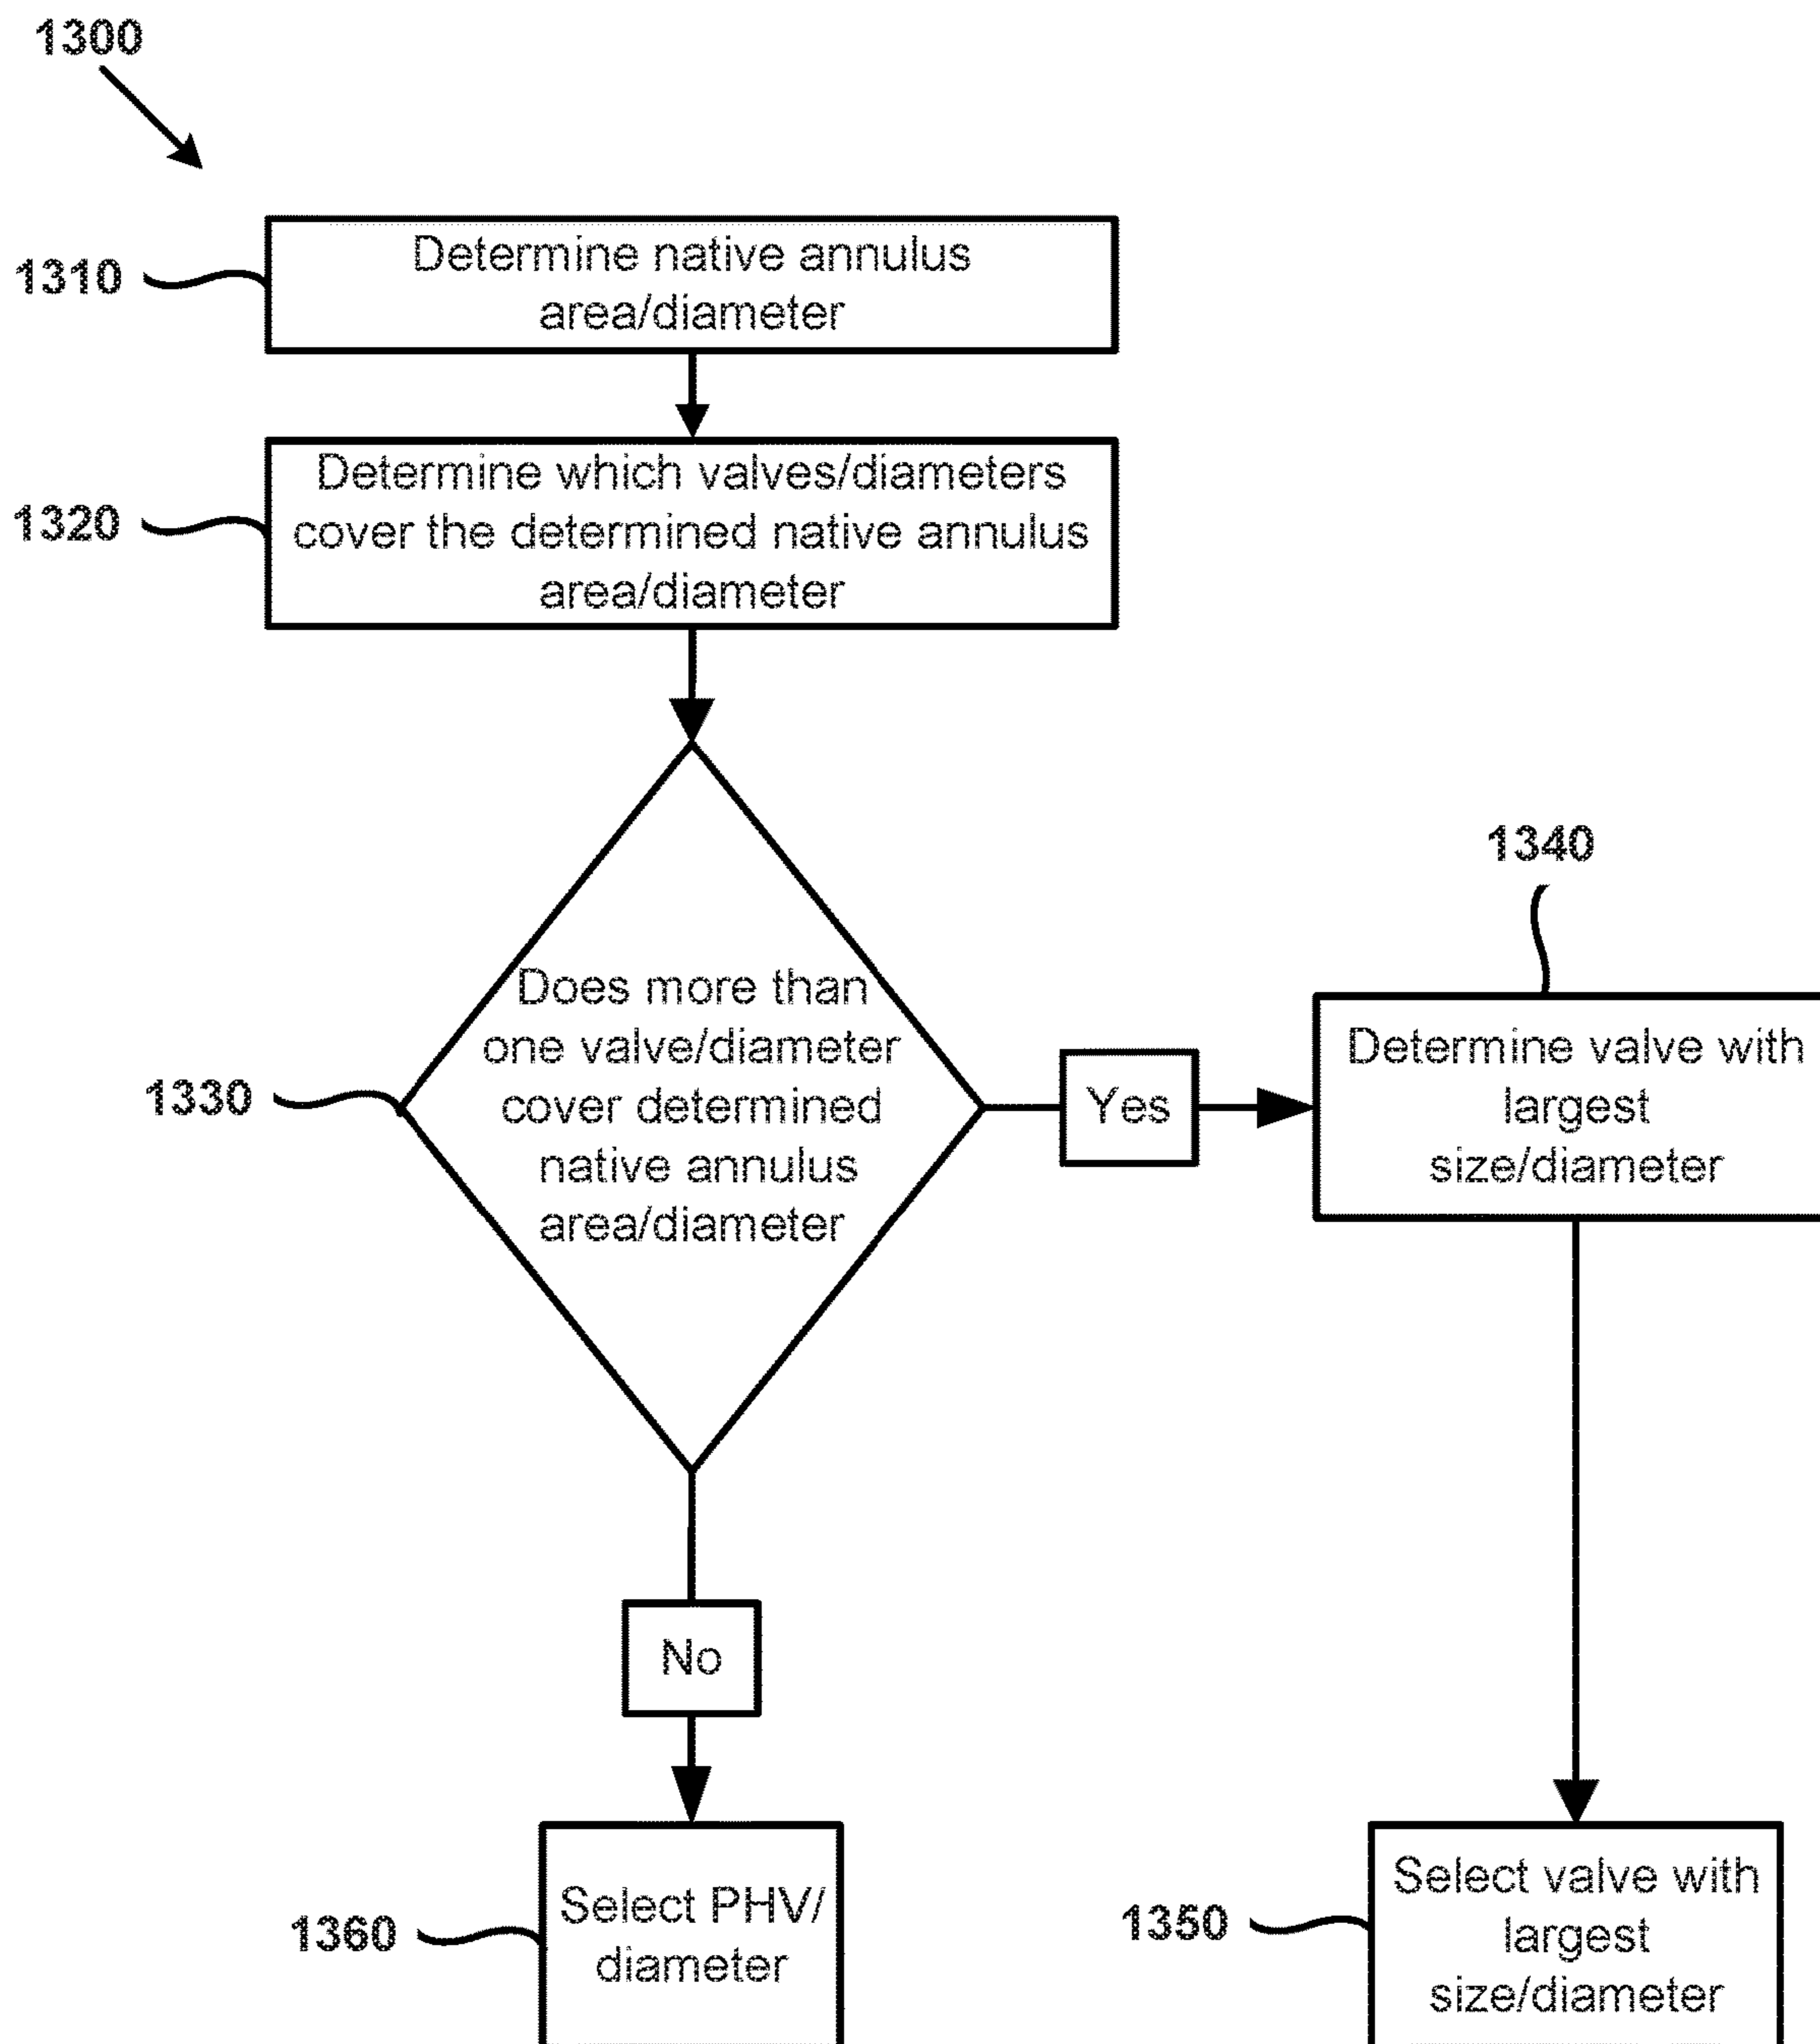 1300
1310
Determine native annulus
area/diameter
1320
Determine which valves/diameters
cover the determined native annulus
area/diameter
1330
Does more than
one valve/diameter
cover determined
native annulus
area/diameter
Yes
1340
Determine valve with
largest
size/diameter
No
1360
Select PHV/
diameter
1350
Select valve with
largest
size/diameter